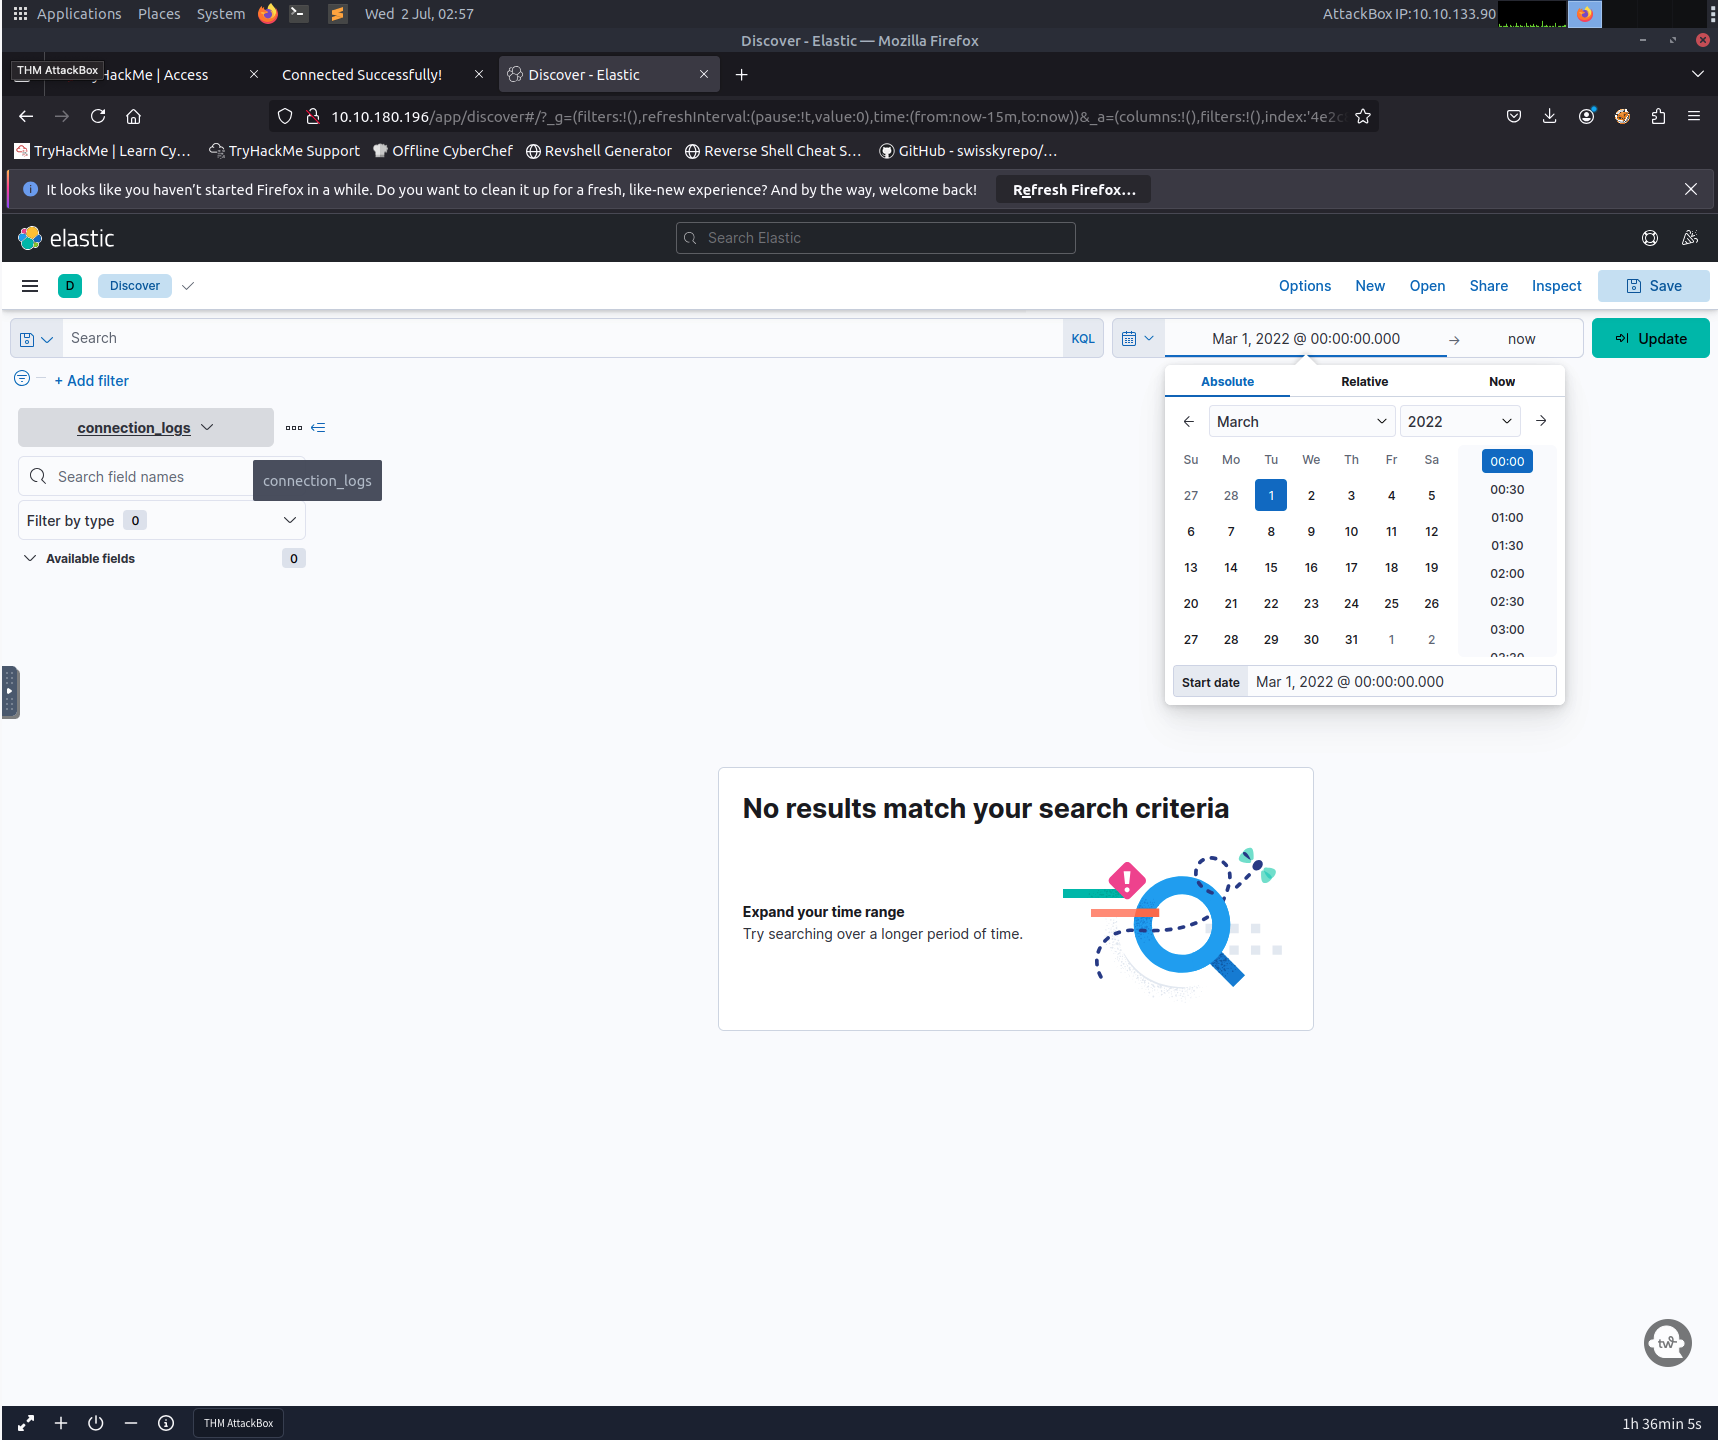 Applications Places System Wed 2 Jul, 02:57 AttackBox IP:10.10.133.90
Discover - Elastic — Mozilla Firefox
THM AttackBox
HackMe | Access Connected Successfully! Discover - Elastic
10.10.180.196/app/discover#/?_g=(filters:!(),refreshInterval:(pause:!t,value:0),time:(from:now-15m,to:now))&_a=(columns:!(),filters:!(),index:'4e2c
TryHackMe | Learn Cy... TryHackMe Support Offline CyberChef Revshell Generator Reverse Shell Cheat S... GitHub - swisskyrepo/...
It looks like you haven't started Firefox in a while. Do you want to clean it up for a fresh, like-new experience? And by the way, welcome back! Refresh Firefox...
elastic Search Elastic
D Discover Options New Open Share Inspect Save
Search KQL Mar 1, 2022 @ 00:00:00.000 → now Update
+ Add filter
Absolute Relative Now
connection_logs
March 2022
Search field names
connection_logs
Filter by type 0
Available fields 0
Su Mo Tu We Th Fr Sa 00:00
27 28 1 2 3 4 5 00:30
01:00
6 7 8 9 10 11 12
01:30
13 14 15 16 17 18 19 02:00
20 21 22 23 24 25 26 02:30
03:00
27 28 29 30 31 1 2
03:30
Start date Mar 1, 2022 @ 00:00:00.000
No results match your search criteria
Expand your time range
Try searching over a longer period of time.
tw
THM AttackBox 1h 36min 5s